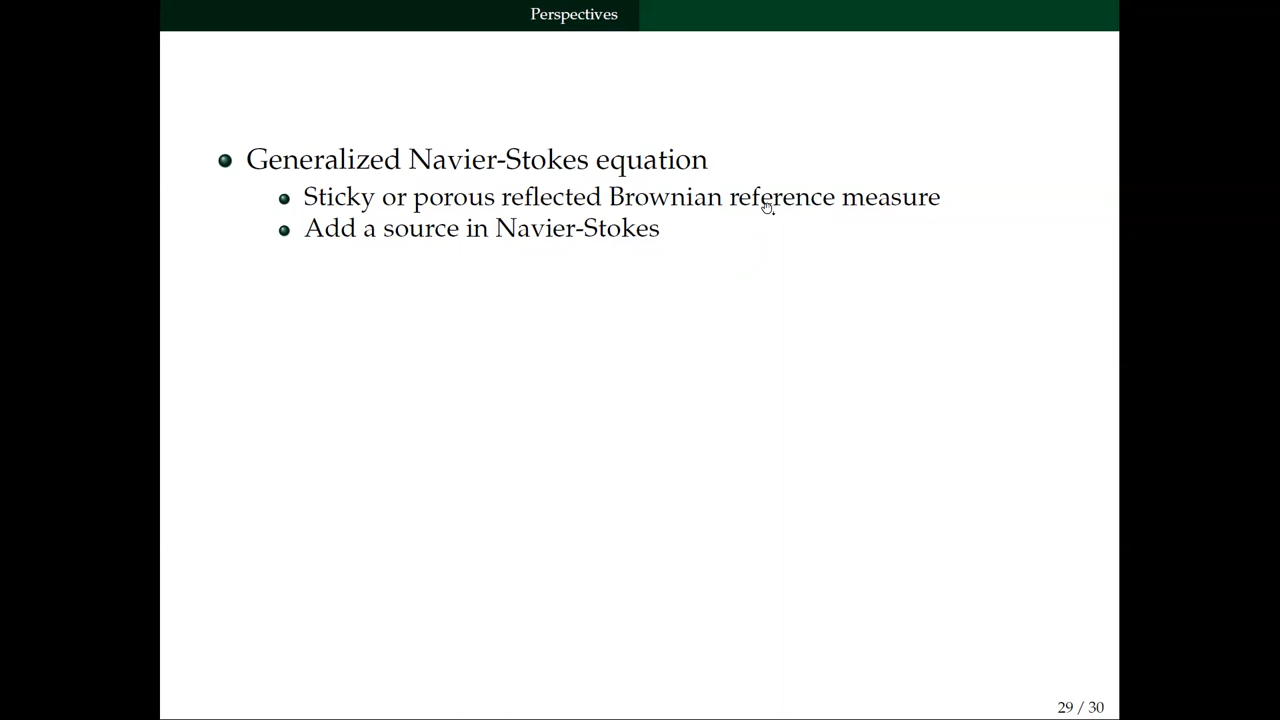 Perspectives
Generalized Navier-Stokes equation
Sticky or porous reflected Brownian reference measure
Add a source in Navier-Stokes
29 / 30